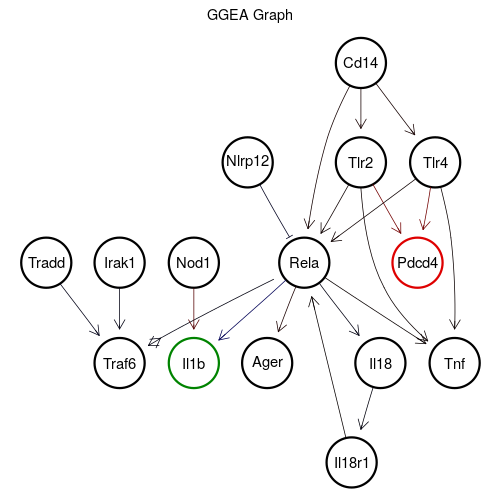 GGEA Graph
Cd14
Nlrp12
Tlr2
Tlr4
Tradd
Irak1
Nod1
Rela
Pdcd4
Traf6
Il1b
Ager
Il18
Tnf
Il18r1